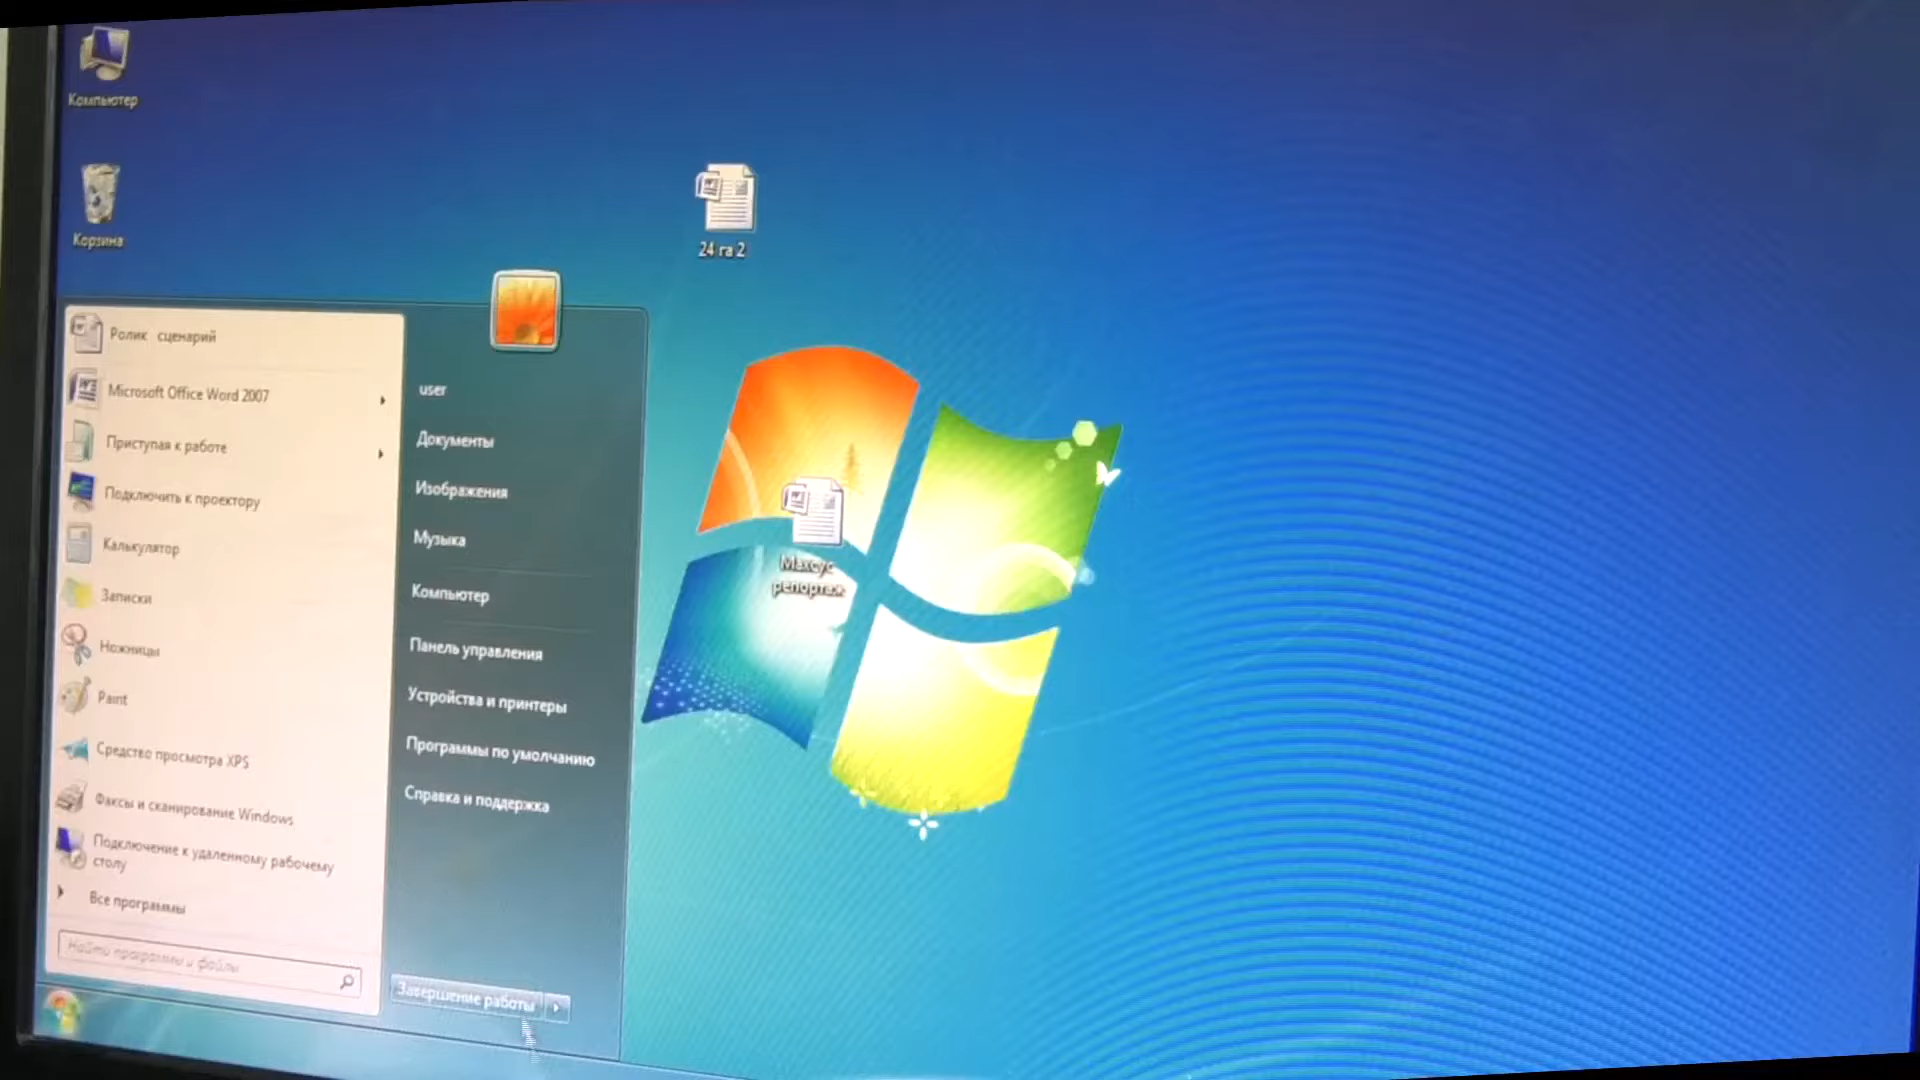 Компьютер
Корзина
24 га 2
Махсус
репортаж
Ролик сценарий
Microsoft Office Word 2007
Приступая к работе
Подключить к проектору
Калькулятор
Записки
Ножницы
Paint
Средство просмотра XPS
Факсы и сканирование Windows
Подключение к удаленному рабочему
столу
Все программы
Найти программы и файлы
user
Документы
Изображения
Музыка
Компьютер
Панель управления
Устройства и принтеры
Программы по умолчанию
Справка и поддержка
Завершение работы